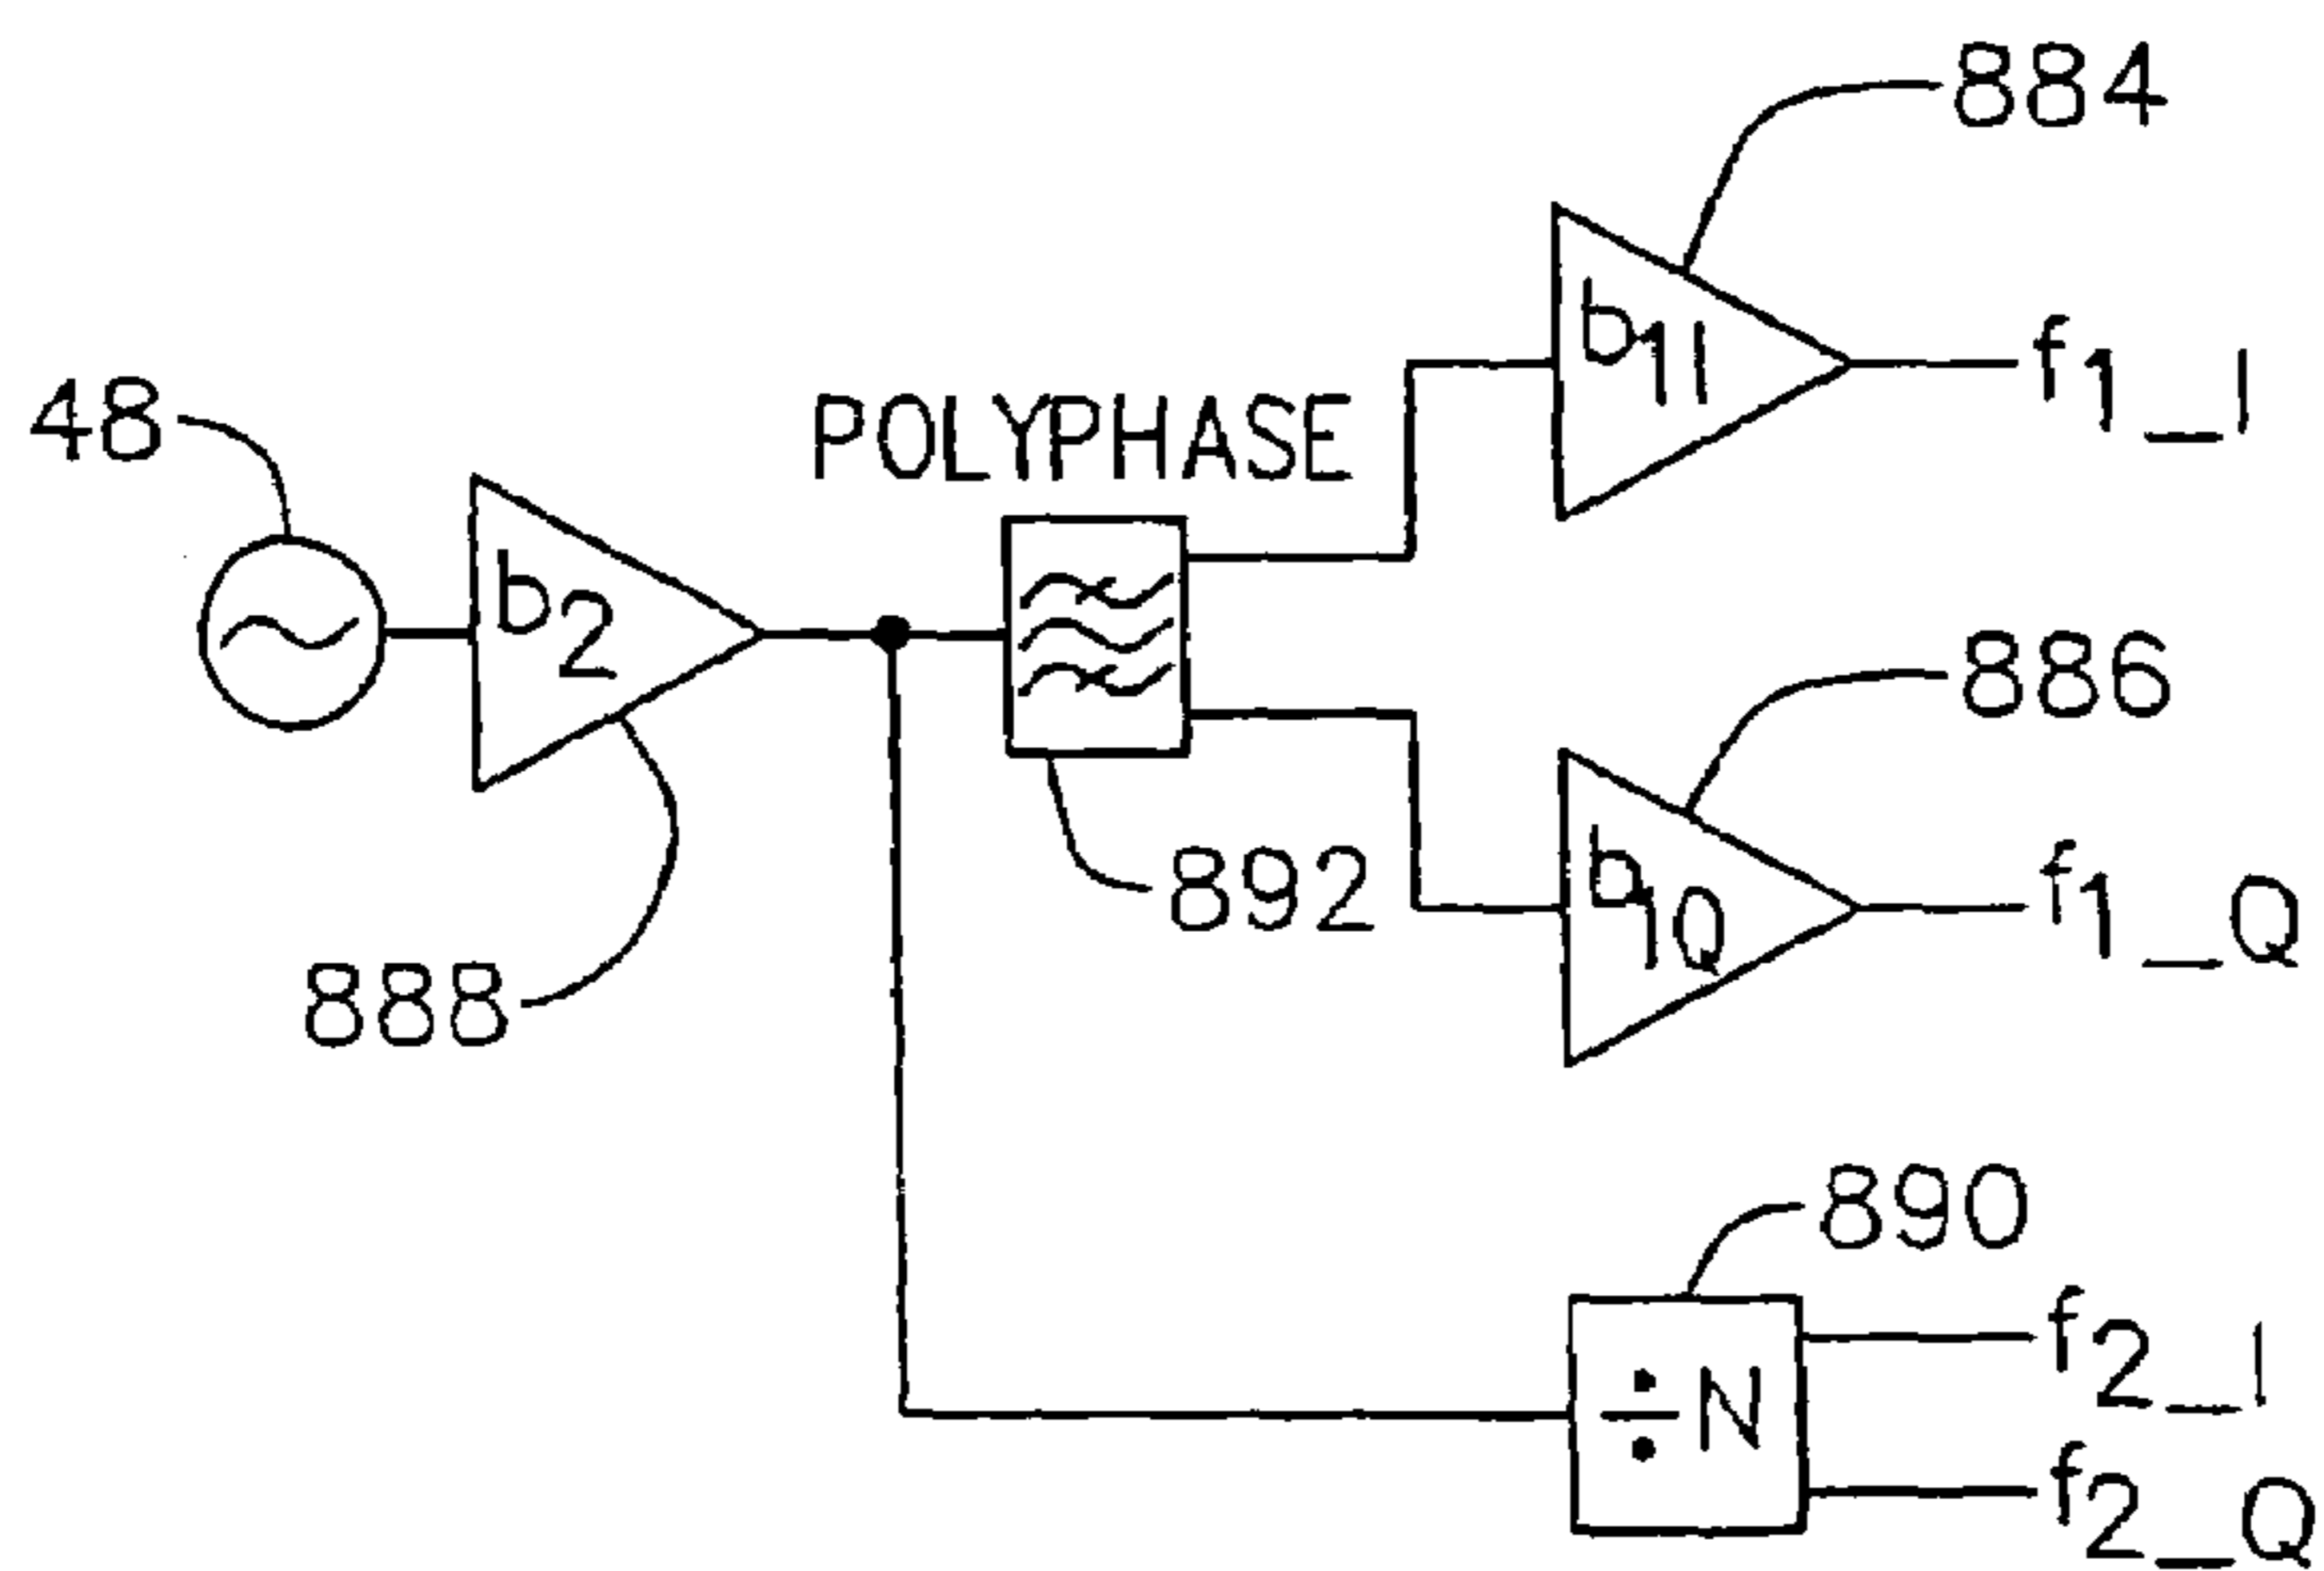 884
b1I
f1_I
48
POLYPHASE
b2
886
892
b1Q
f1_Q
888
890
f2_I
÷N
f2_Q